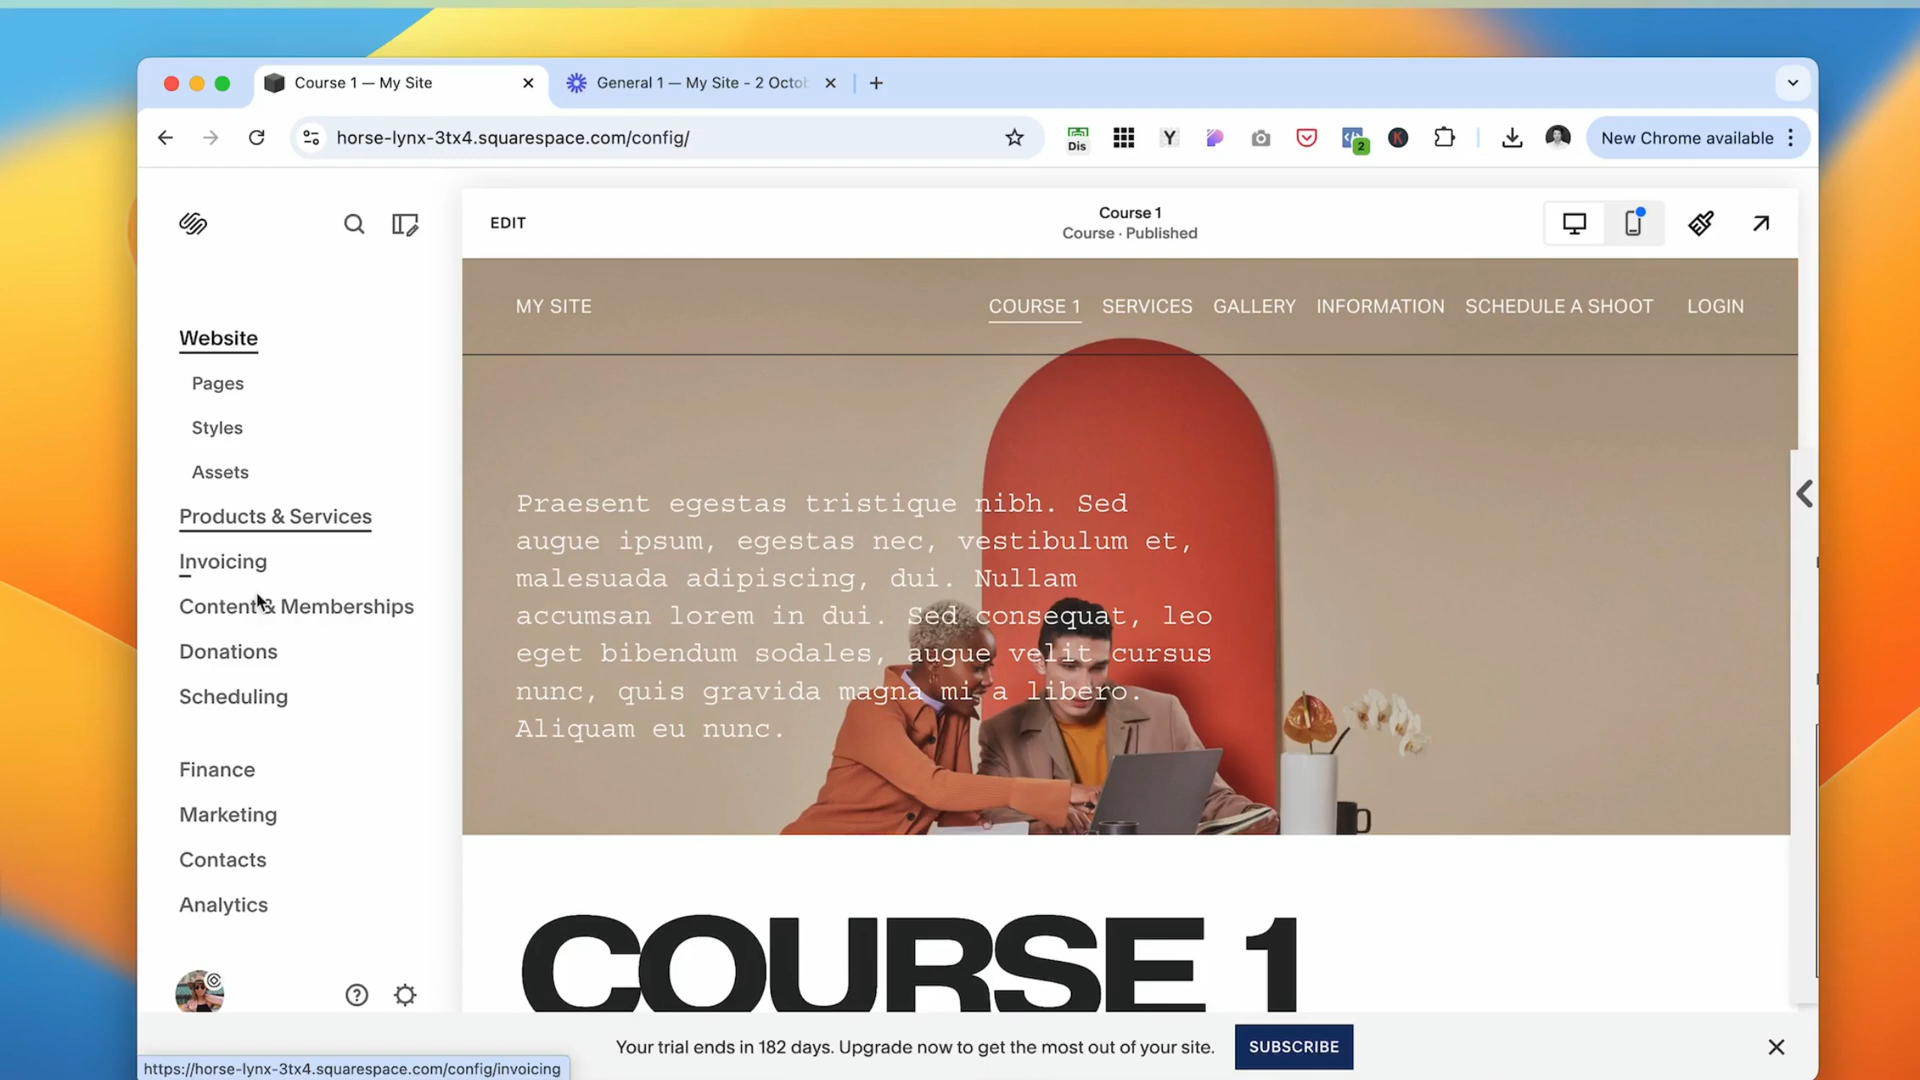 Course 1 — My Site
General 1 — My Site - 2 Octob
horse-lynx-3tx4.squarespace.com/config/
Dis
Y
2
K
New Chrome available
EDIT
Course 1
Course · Published
Website
Pages
Styles
Assets
Products & Services
Invoicing
Content & Memberships
Donations
Scheduling
Finance
Marketing
Contacts
Analytics
MY SITE
COURSE 1
SERVICES
GALLERY
INFORMATION
SCHEDULE A SHOOT
LOGIN
Praesent egestas tristique nibh. Sed
augue ipsum, egestas nec, vestibulum et,
malesuada adipiscing, dui. Nullam
accumsan lorem in dui. Sed consequat, leo
eget bibendum sodales, augue velit cursus
nunc, quis gravida magna mi a libero.
Aliquam eu nunc.
COURSE 1
Your trial ends in 182 days. Upgrade now to get the most out of your site.
SUBSCRIBE
https://horse-lynx-3tx4.squarespace.com/config/invoicing